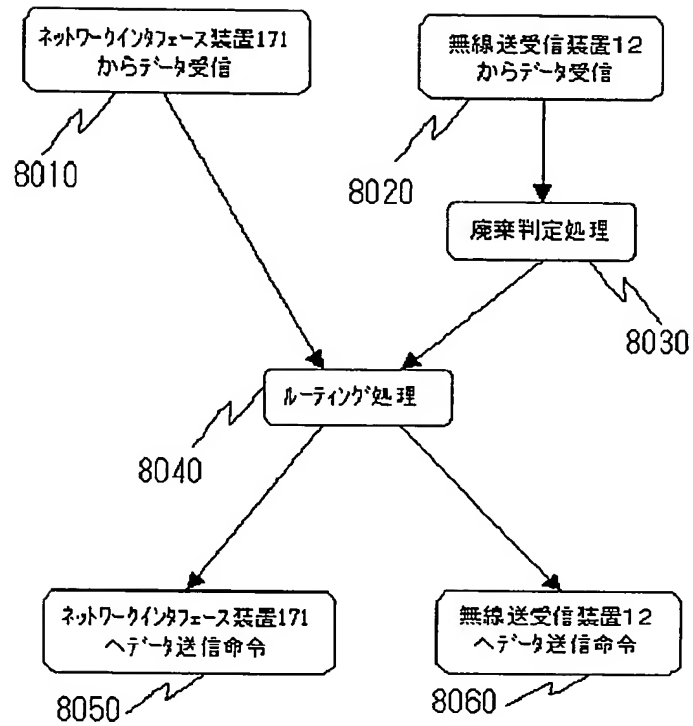 ネットワークインタフェース装置171
からデータ受信
8010
無線送受信装置12
からデータ受信
8020
廃棄判定処理
8030
ルーティング処理
8040
ネットワークインタフェース装置171
へデータ送信命令
8050
無線送受信装置12
へデータ送信命令
8060